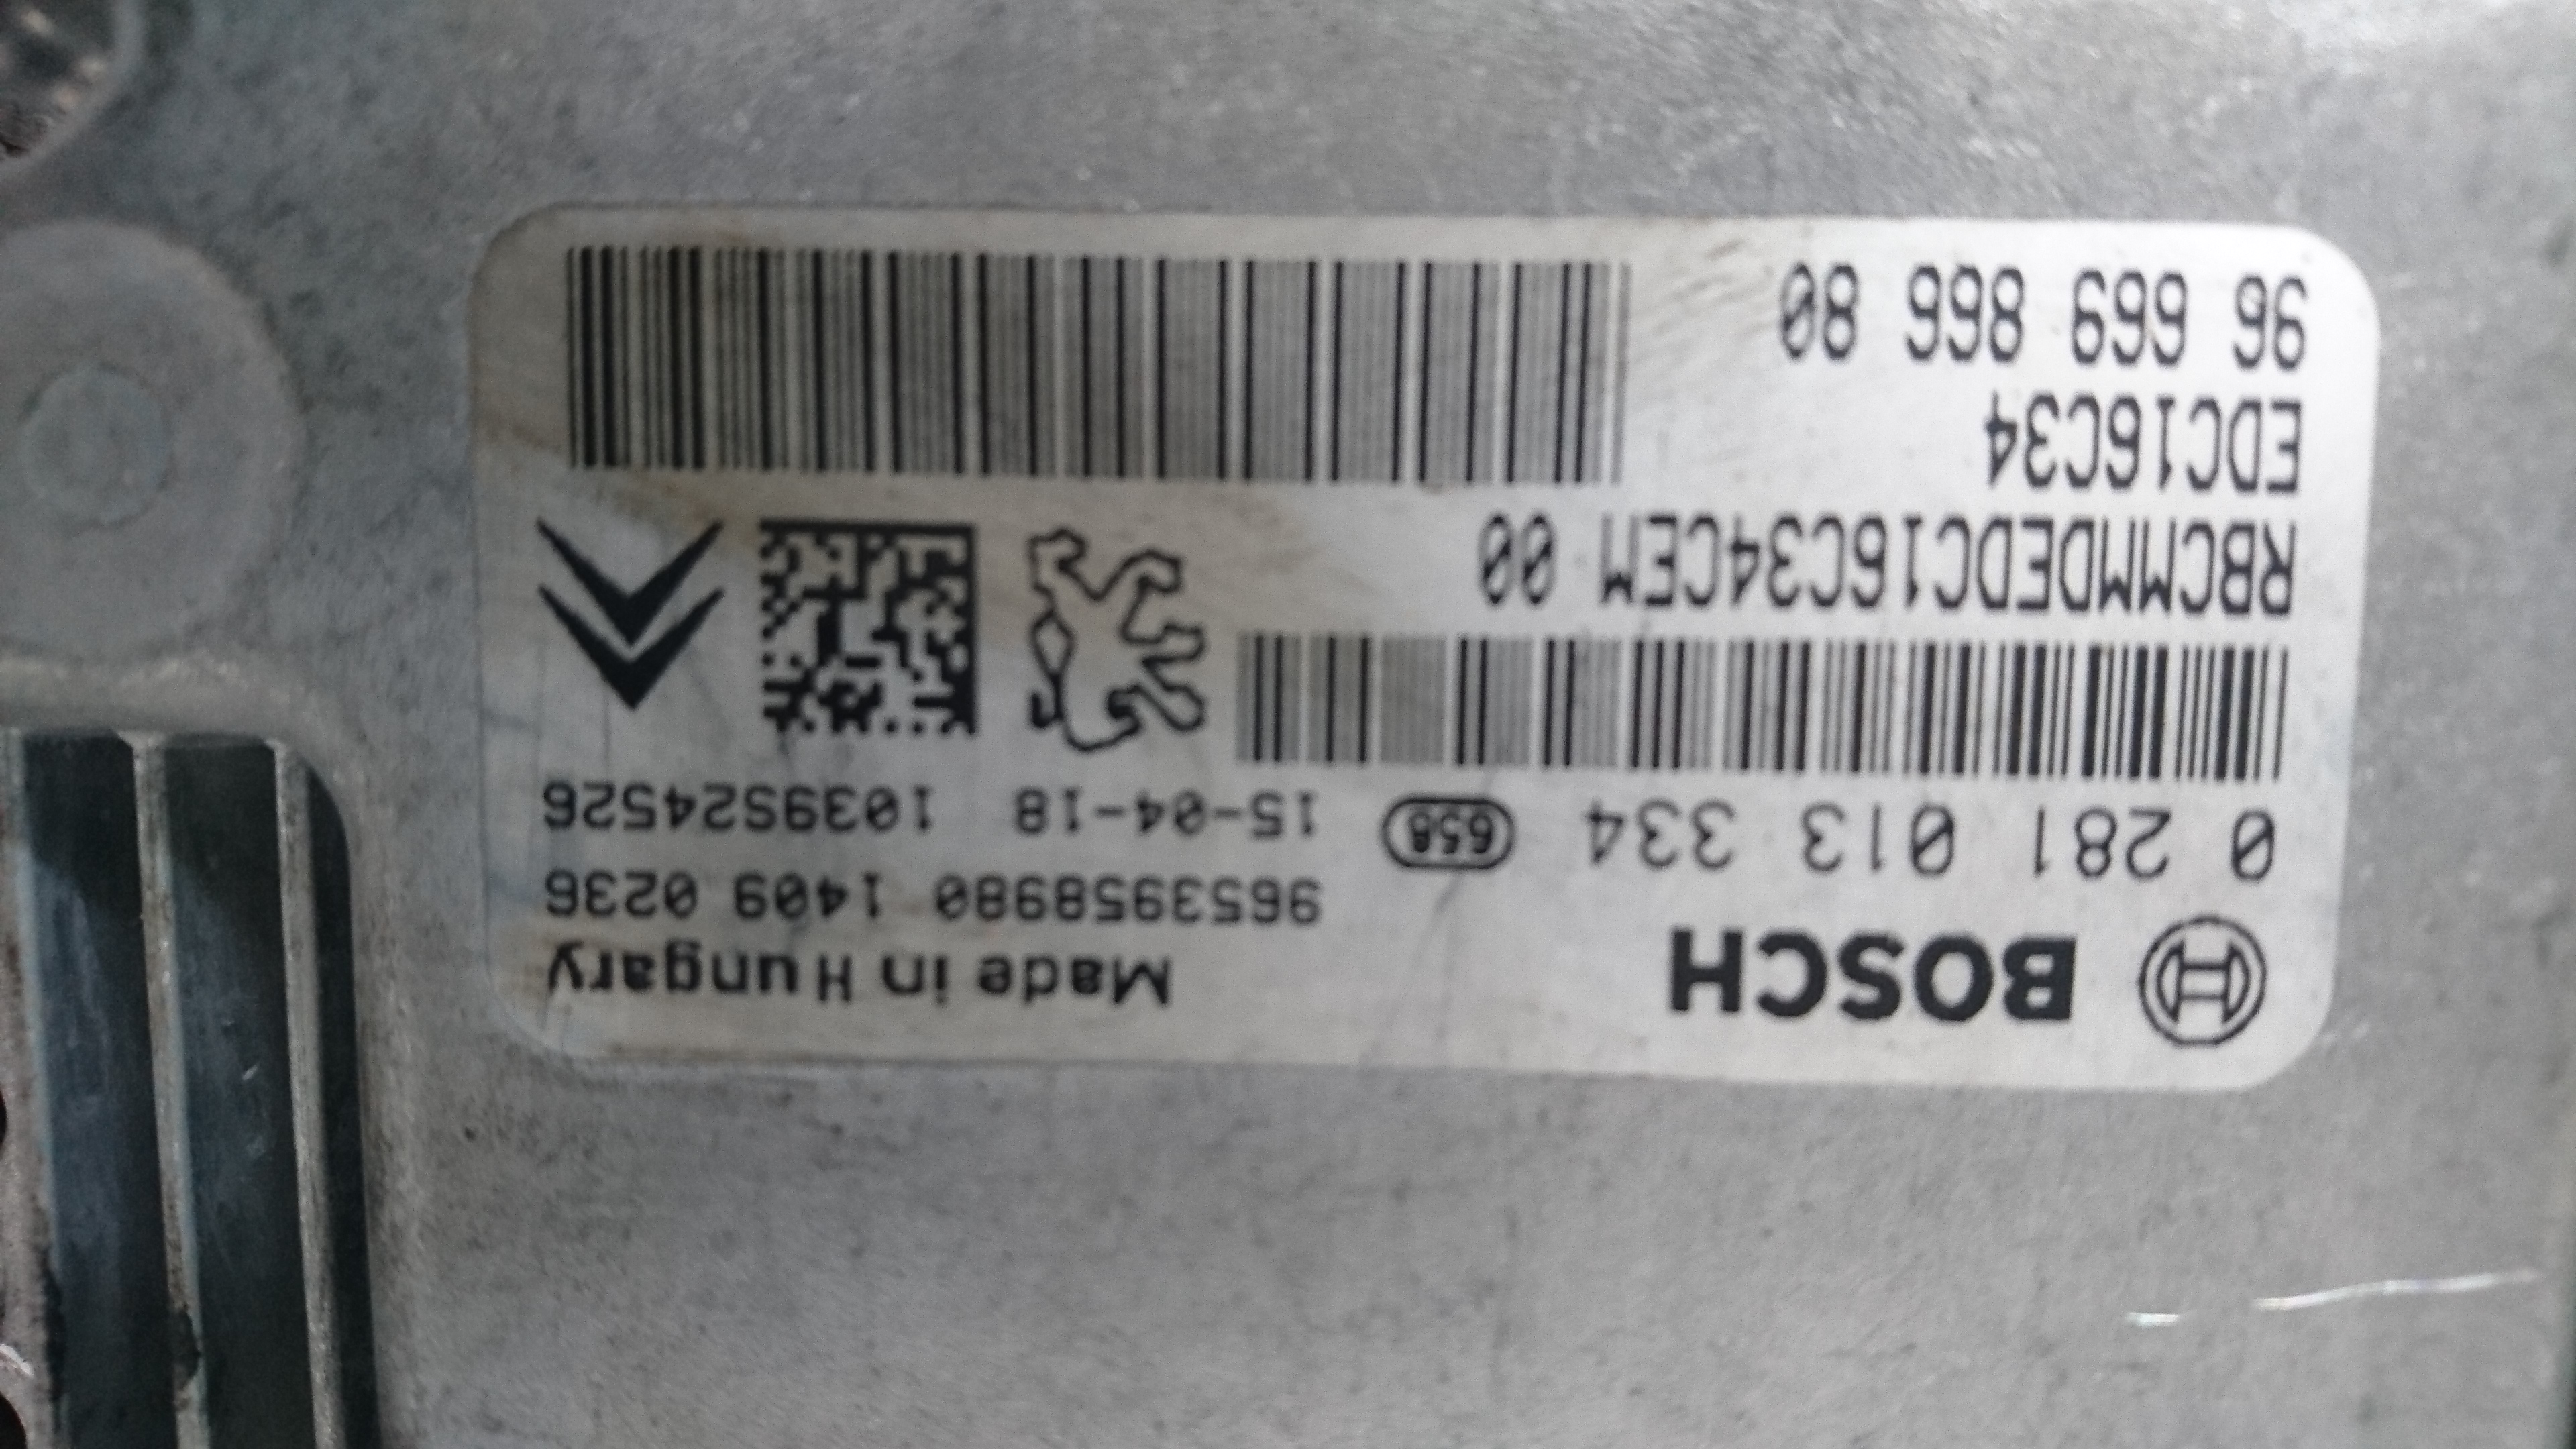 BOSCH
Made in Hungary
9653958980 1409 0236
0 281 013 334
658
15-04-18 1039S24526
RBCMMDEDC16C34CEM 00
EDC16C34
96 669 866 80